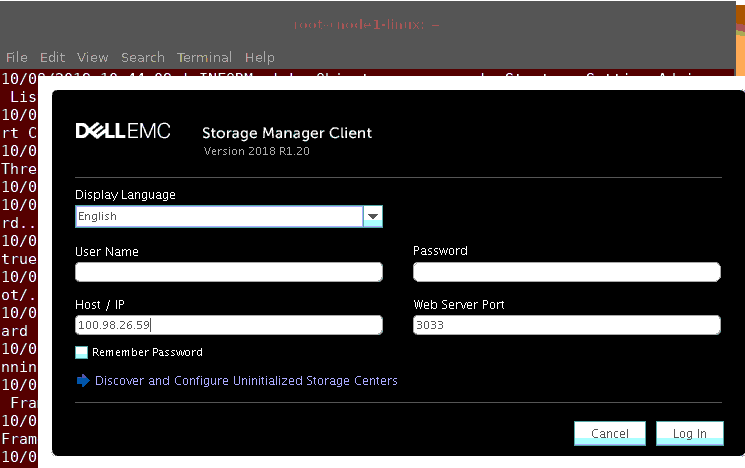 root@node1-linux: ~
File Edit View Search Terminal Help
10/0
Lis
10/0
rt C
10/0
Thre
10/0
10/0
rd..
10/0
true
10/0
ot/.
10/0
ard
10/0
nnin
10/0
Fra
10/0
Fram
10/0
DELLEMC Storage Manager Client
Version 2018 R1.20
Display Language
English
User Name Password
Host / IP Web Server Port
100.98.26.59 3033
Remember Password
Discover and Configure Uninitialized Storage Centers
Cancel Log In